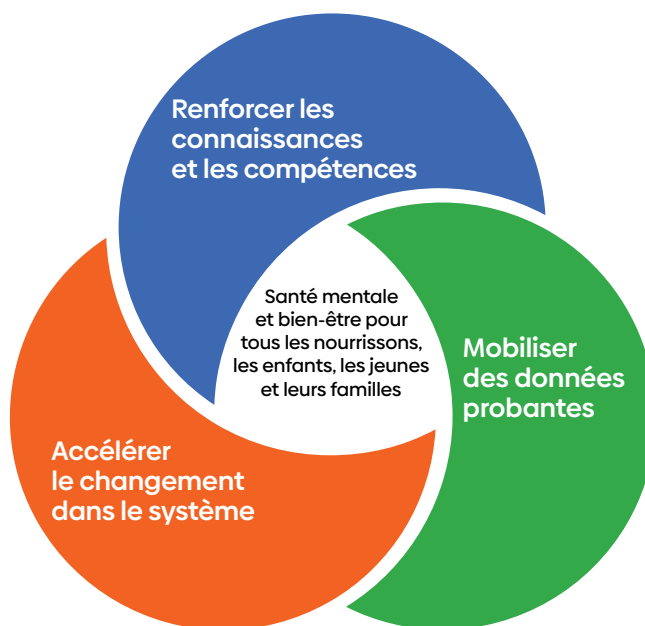 Renforcer les
connaissances
et les compétences
Santé mentale
et bien-être pour
tous les nourrissons,
les enfants, les jeunes
et leurs familles
Mobiliser
des données
probantes
Accélérer
le changement
dans le système